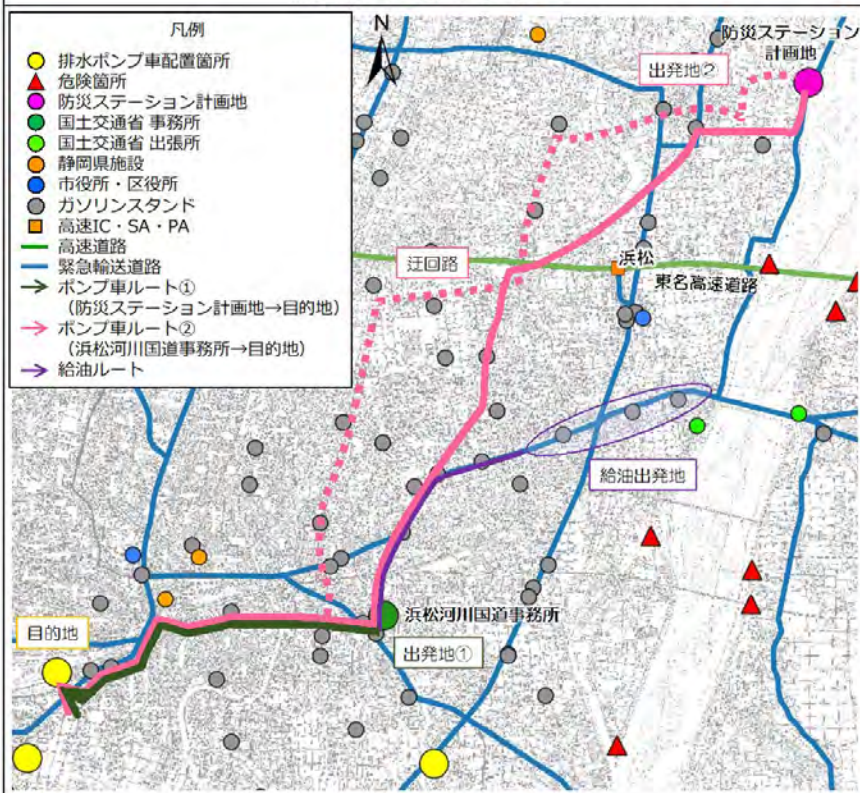 凡例
排水ポンプ車配置箇所
危険箇所
防災ステーション計画地
国土交通省 事務所
国土交通省 出張所
静岡県施設
市役所・区役所
ガソリンスタンド
高速IC・SA・PA
高速道路
緊急輸送道路
ポンプ車ルート①
(防災ステーション計画地→目的地)
ポンプ車ルート②
(浜松河川国道事務所→目的地)
給油ルート
N
防災ステーション
計画地
出発地②
迂回路
浜松
東名高速道路
給油出発地
浜松河川国道事務所
目的地
出発地①